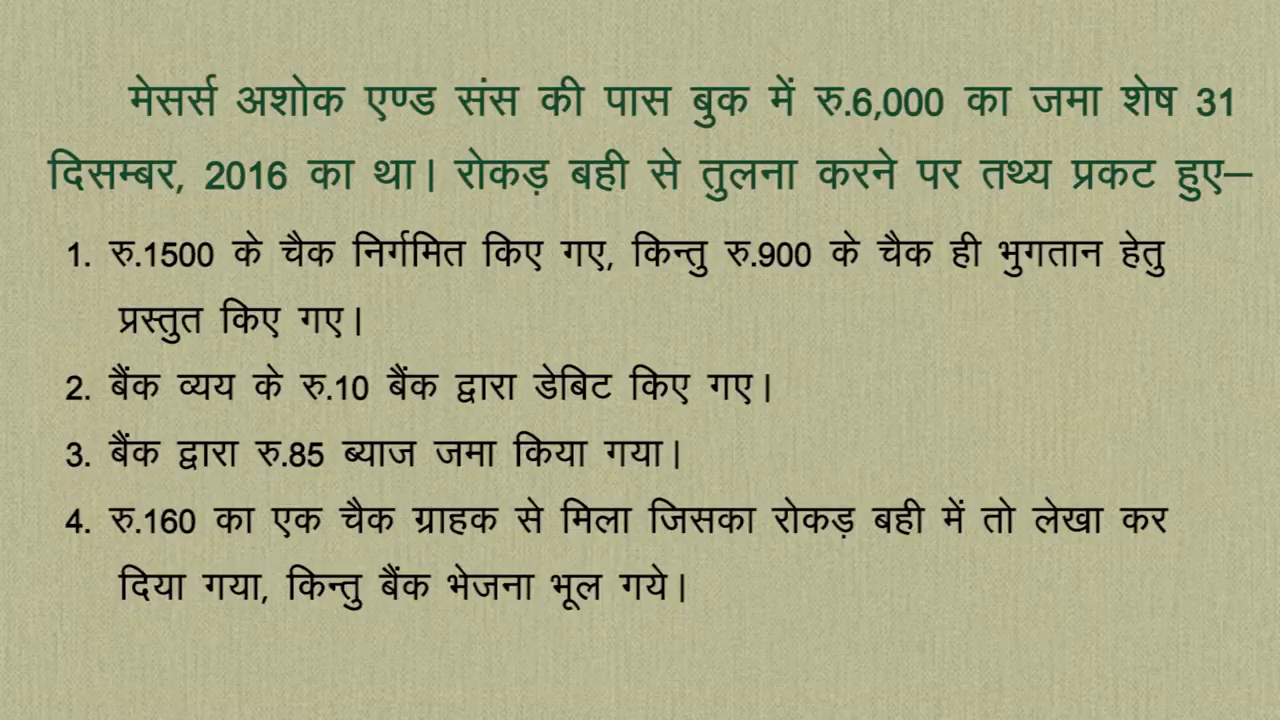 मेसर्स अशोक एण्ड संस की पास बुक में रु.6,000 का जमा शेष 31
दिसम्बर, 2016 का था। रोकड़ बही से तुलना करने पर तथ्य प्रकट हुए–
1. रु.1500 के चैक निर्गमित किए गए, किन्तु रु.900 के चैक ही भुगतान हेतु
प्रस्तुत किए गए।
2. बैंक व्यय के रु.10 बैंक द्वारा डेबिट किए गए।
3. बैंक द्वारा रु.85 ब्याज जमा किया गया।
4. रु.160 का एक चैक ग्राहक से मिला जिसका रोकड़ बही में तो लेखा कर
दिया गया, किन्तु बैंक भेजना भूल गये।